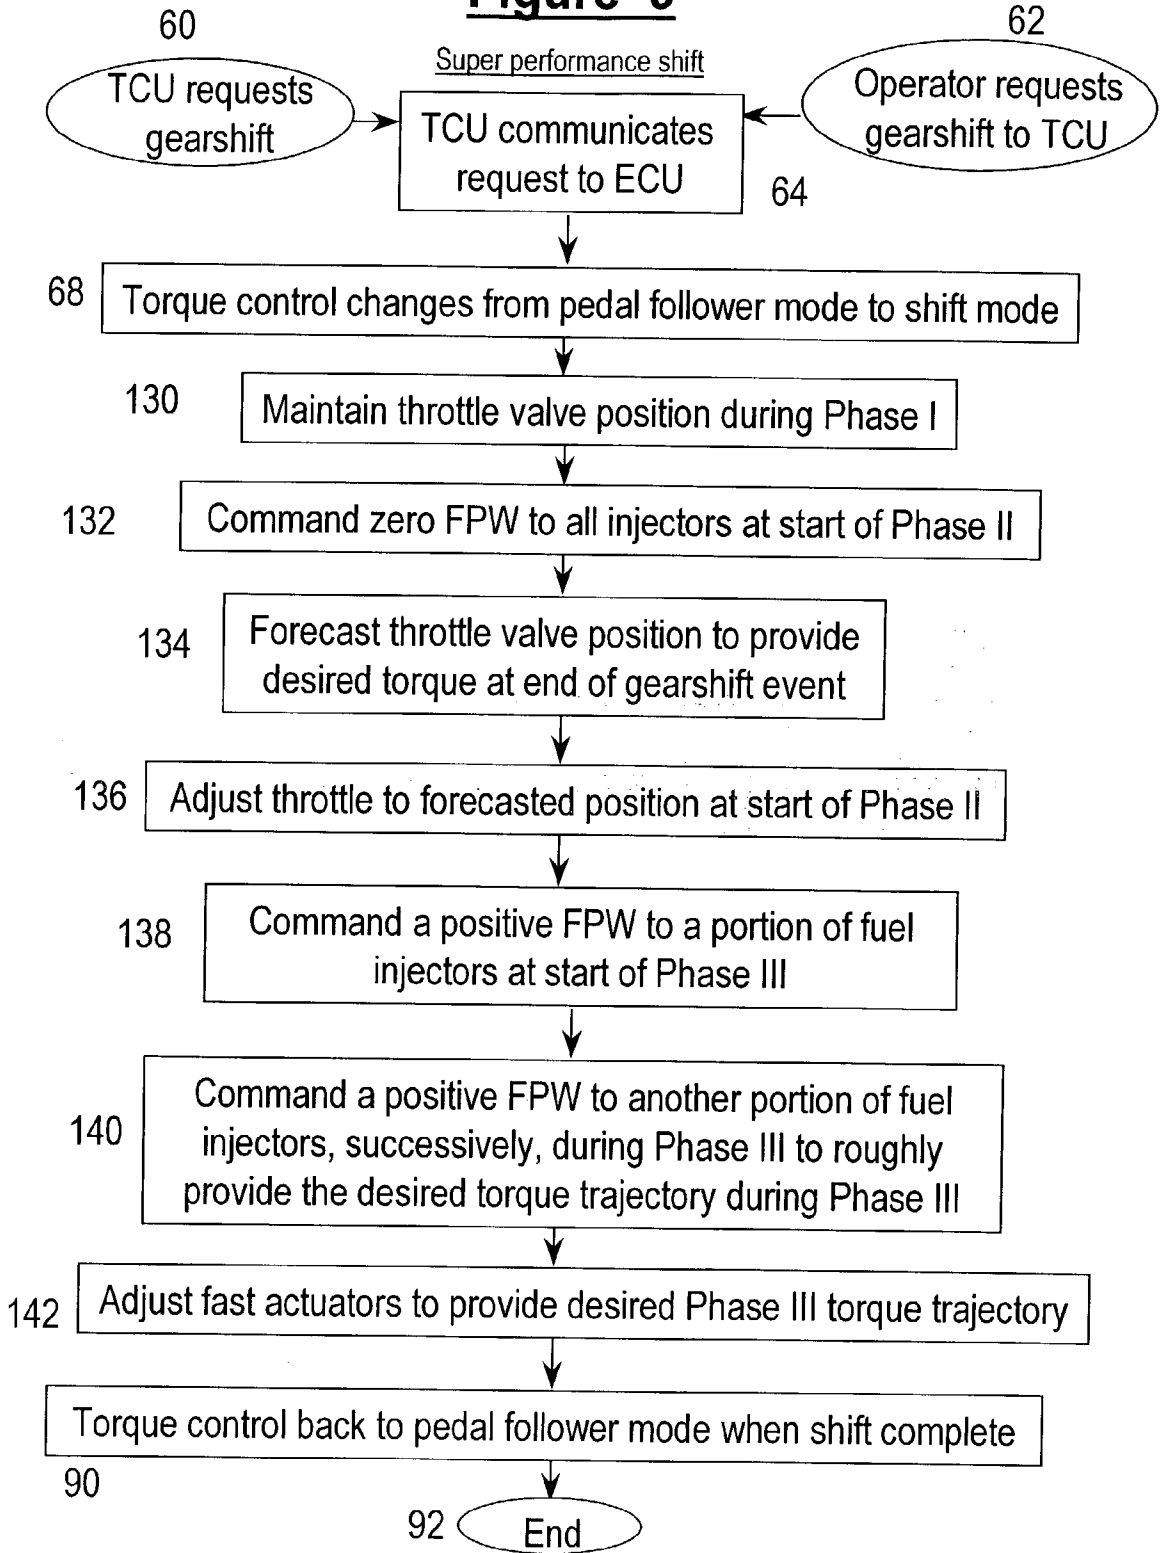 60
62
Super performance shift
TCU requests
gearshift
Operator requests
gearshift to TCU
TCU communicates
request to ECU
64
68
Torque control changes from pedal follower mode to shift mode
130
Maintain throttle valve position during Phase I
132
Command zero FPW to all injectors at start of Phase II
134
Forecast throttle valve position to provide
desired torque at end of gearshift event
136
Adjust throttle to forecasted position at start of Phase II
138
Command a positive FPW to a portion of fuel
injectors at start of Phase III
140
Command a positive FPW to another portion of fuel
injectors, successively, during Phase III to roughly
provide the desired torque trajectory during Phase III
142
Adjust fast actuators to provide desired Phase III torque trajectory
Torque control back to pedal follower mode when shift complete
90
92
End